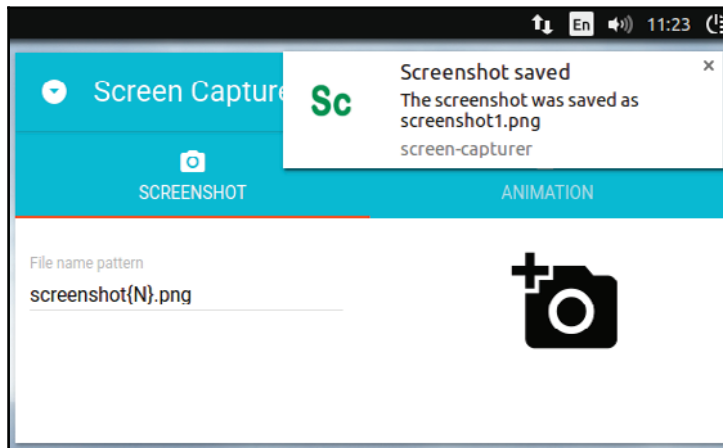 En 11:23
Screen Capture
Sc
Screenshot saved
The screenshot was saved as
screenshot1.png
screen-capturer
SCREENSHOT
ANIMATION
File name pattern
screenshot{N}.png